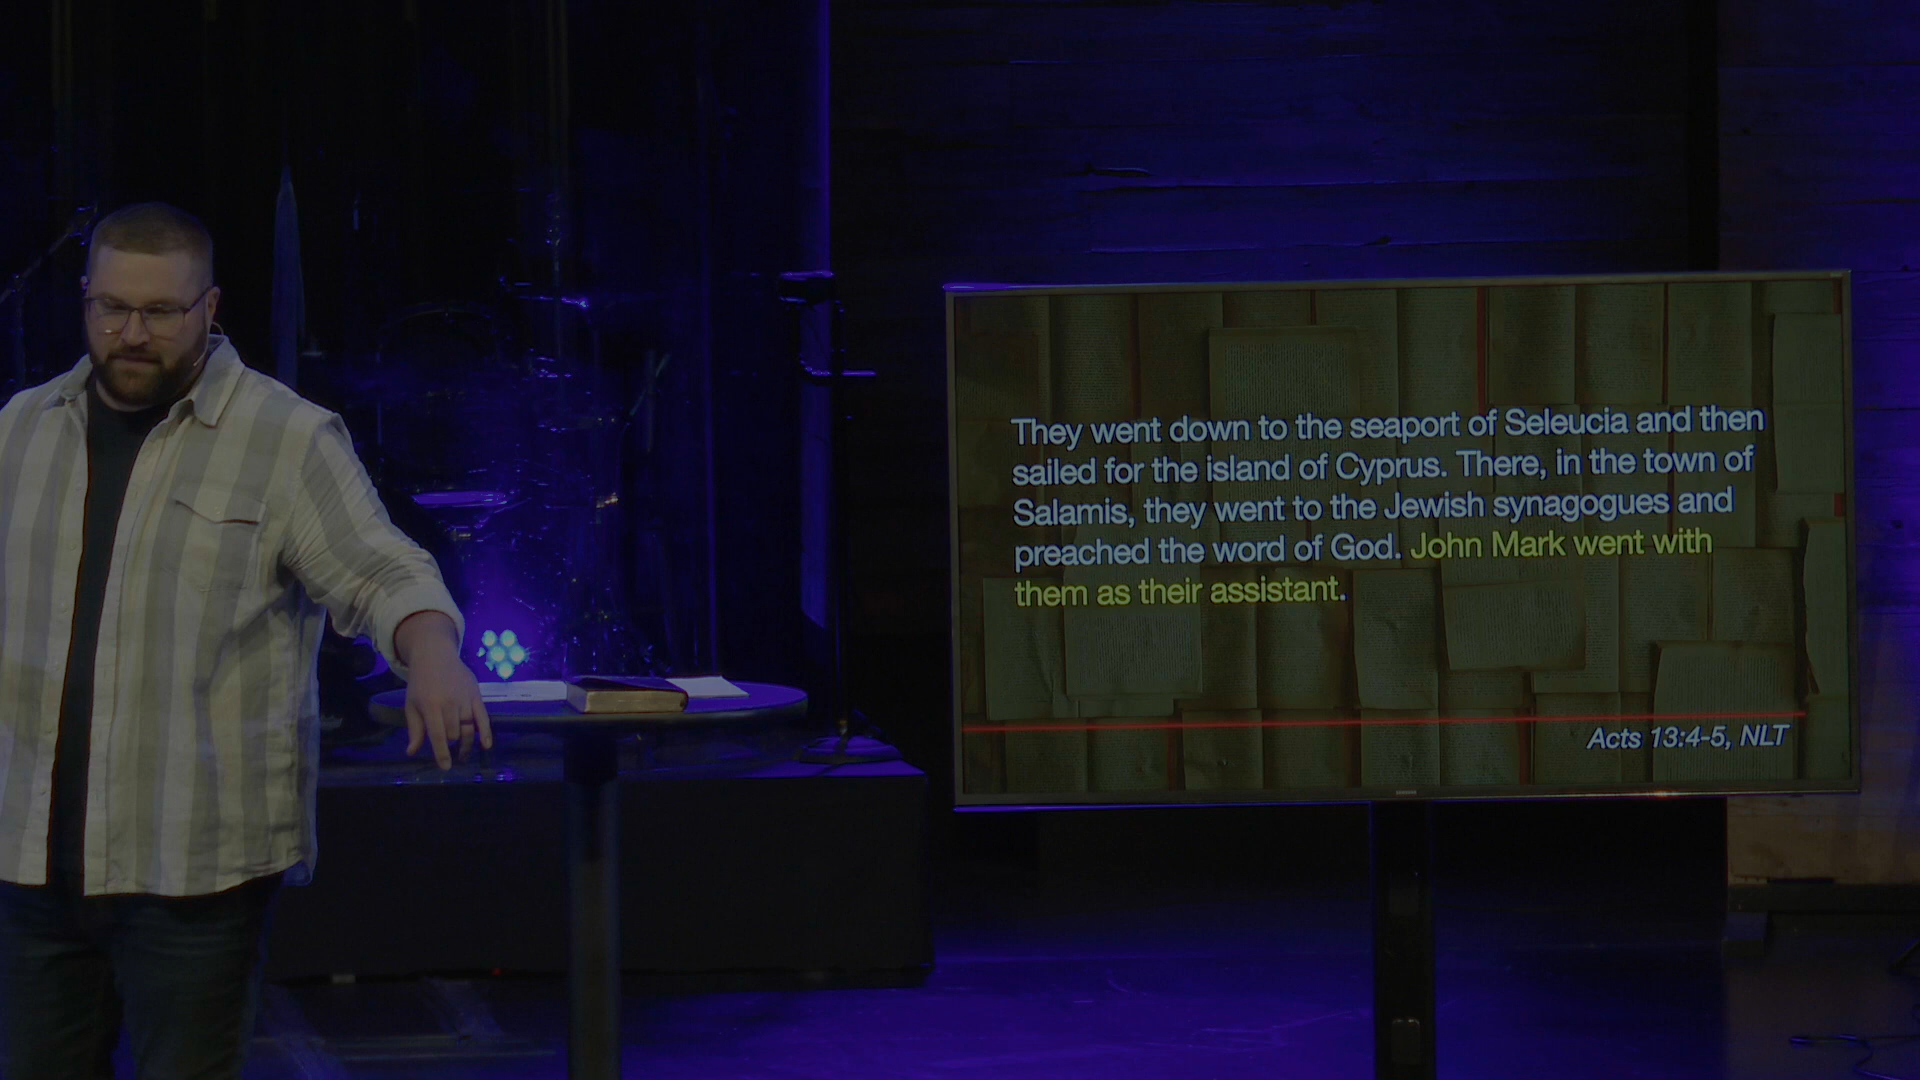 They went down to the seaport of Seleucia and then
sailed for the island of Cyprus. There, in the town of
Salamis, they went to the Jewish synagogues and
preached the word of God. John Mark went with
them as their assistant.
Acts 13:4-5, NLT